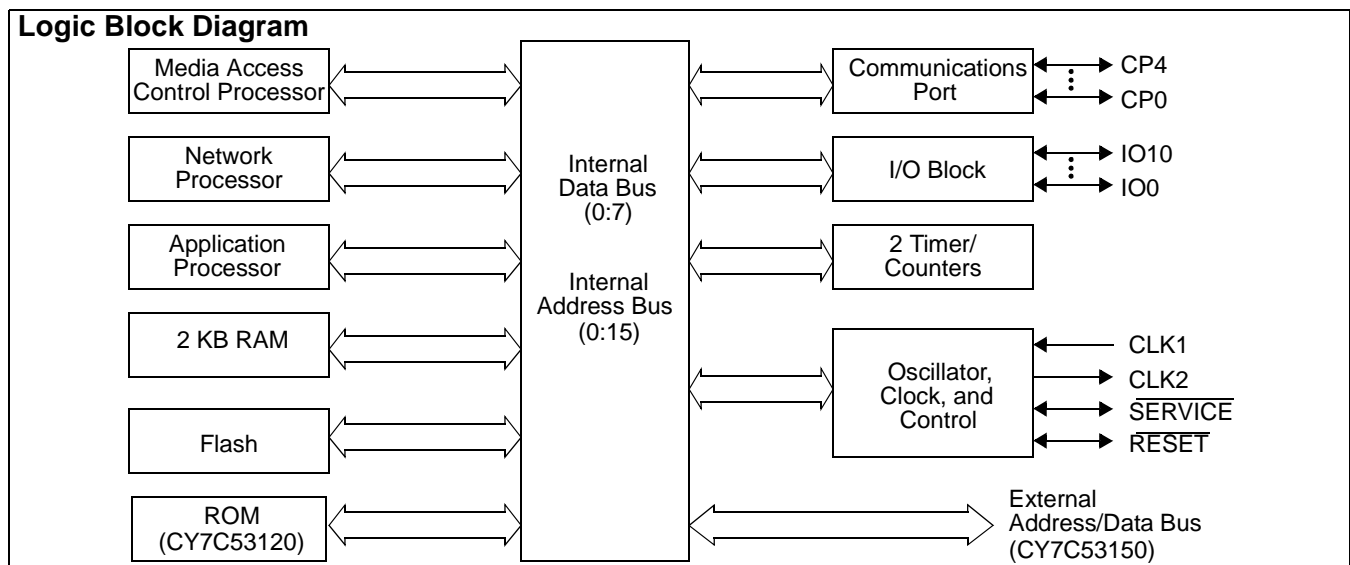 Logic Block Diagram
Media Access
Control Processor
Network
Processor
Application
Processor
2 KB RAM
Flash
ROM
(CY7C53120)
Internal
Data Bus
(0:7)
Internal
Address Bus
(0:15)
Communications
Port
CP4
CP0
I/O Block
IO10
IO0
2 Timer/
Counters
Oscillator,
Clock, and
Control
CLK1
CLK2
SERVICE
RESET
External
Address/Data Bus
(CY7C53150)